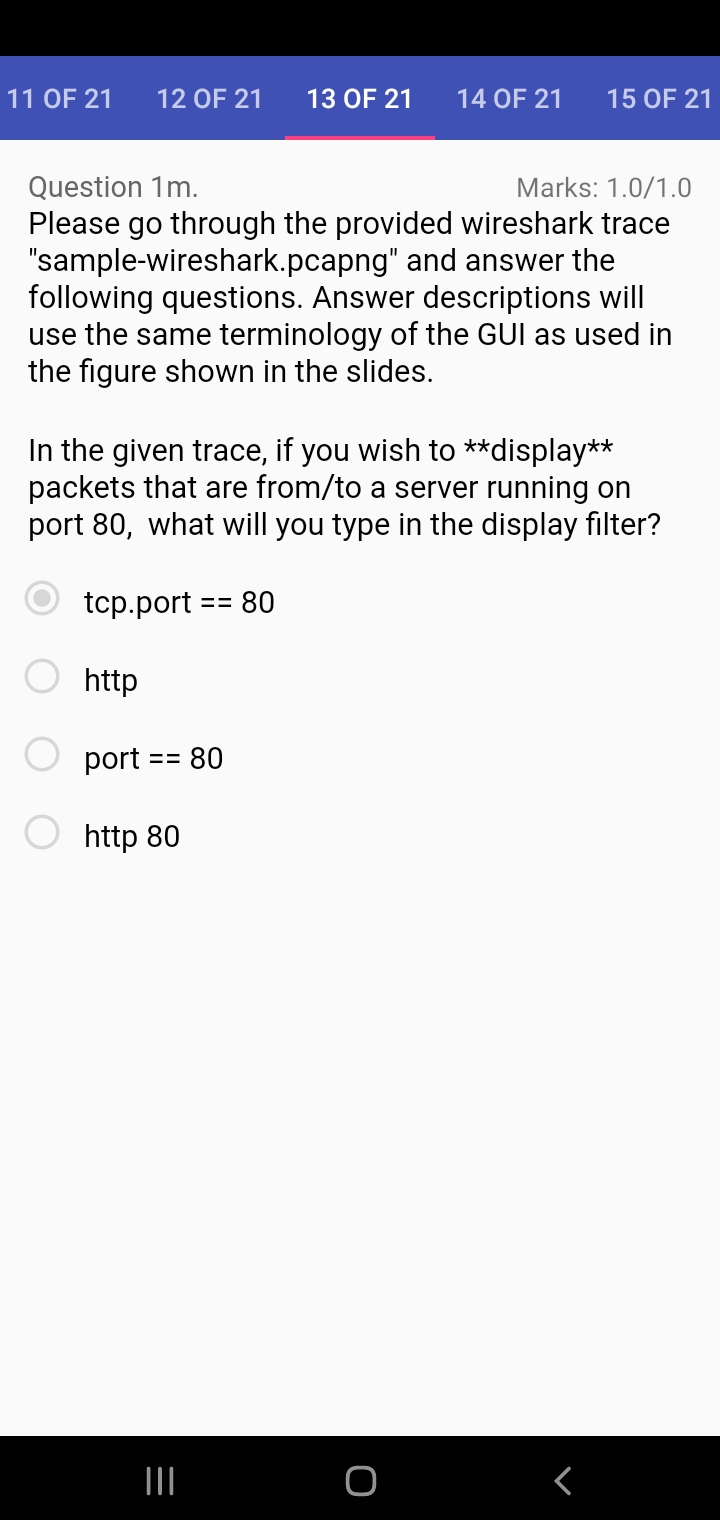 11 OF 21 12 OF 21 13 OF 21 14 OF 21 15 OF 21
Question 1m. Marks: 1.0/1.0
Please go through the provided wireshark trace
"sample-wireshark.pcapng" and answer the
following questions. Answer descriptions will
use the same terminology of the GUI as used in
the figure shown in the slides.
In the given trace, if you wish to **display**
packets that are from/to a server running on
port 80,  what will you type in the display filter?
tcp.port == 80
http
port == 80
http 80